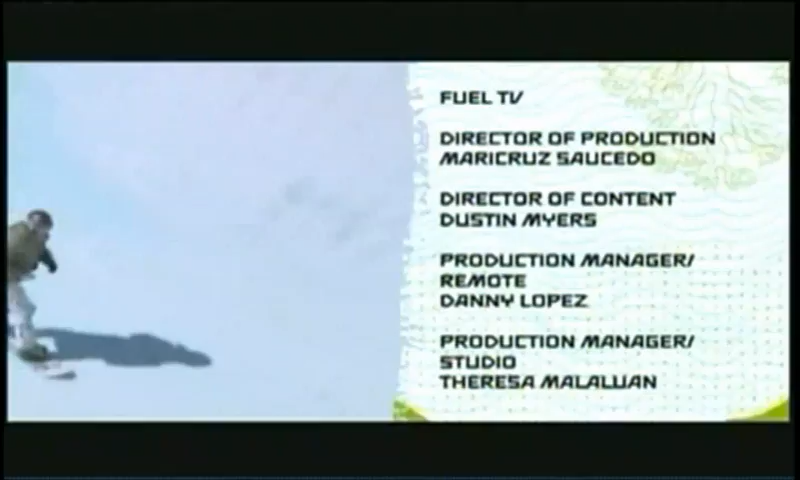 FUEL TV
DIRECTOR OF PRODUCTION
MARICRUZ SAUCEDO
DIRECTOR OF CONTENT
DUSTIN MYERS
PRODUCTION MANAGER/
REMOTE
DANNY LOPEZ
PRODUCTION MANAGER/
STUDIO
THERESA MALALUAN